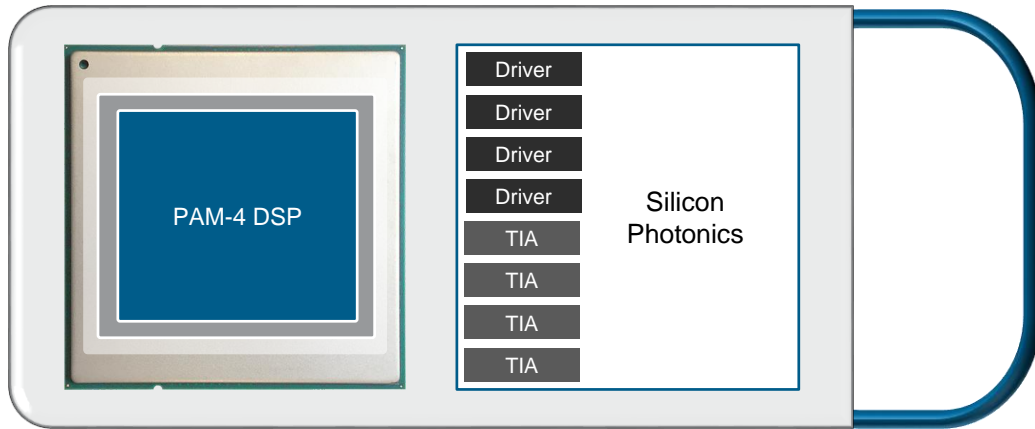 PAM-4 DSP
Driver
Driver
Driver
Driver
TIA
TIA
TIA
TIA
Silicon
Photonics